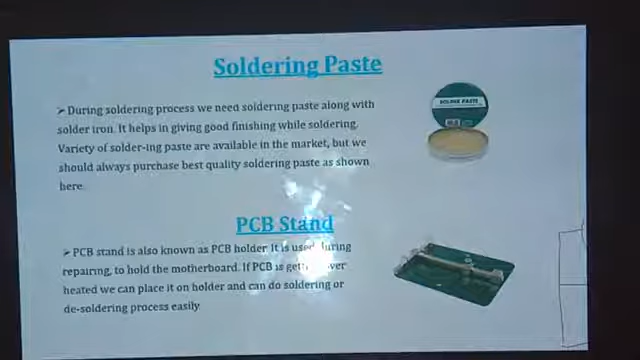 Soldering Paste
➢ During soldering process we need soldering paste along with
solder iron. It helps in giving good finishing while soldering.
Variety of solder-ing paste are available in the market, but we
should always purchase best quality soldering paste as shown
here.
SOLDER PASTE
PCB Stand
➢ PCB stand is also known as PCB holder. It is used during
repairing, to hold the motherboard. If PCB is
heated we can place it on holder and can do soldering or
de-soldering process easily